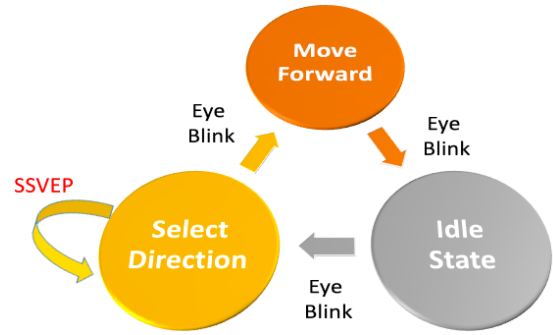 Move
Forward
Eye
Blink
Eye
Blink
SSVEP
Select
Direction
Idle
State
Eye
Blink